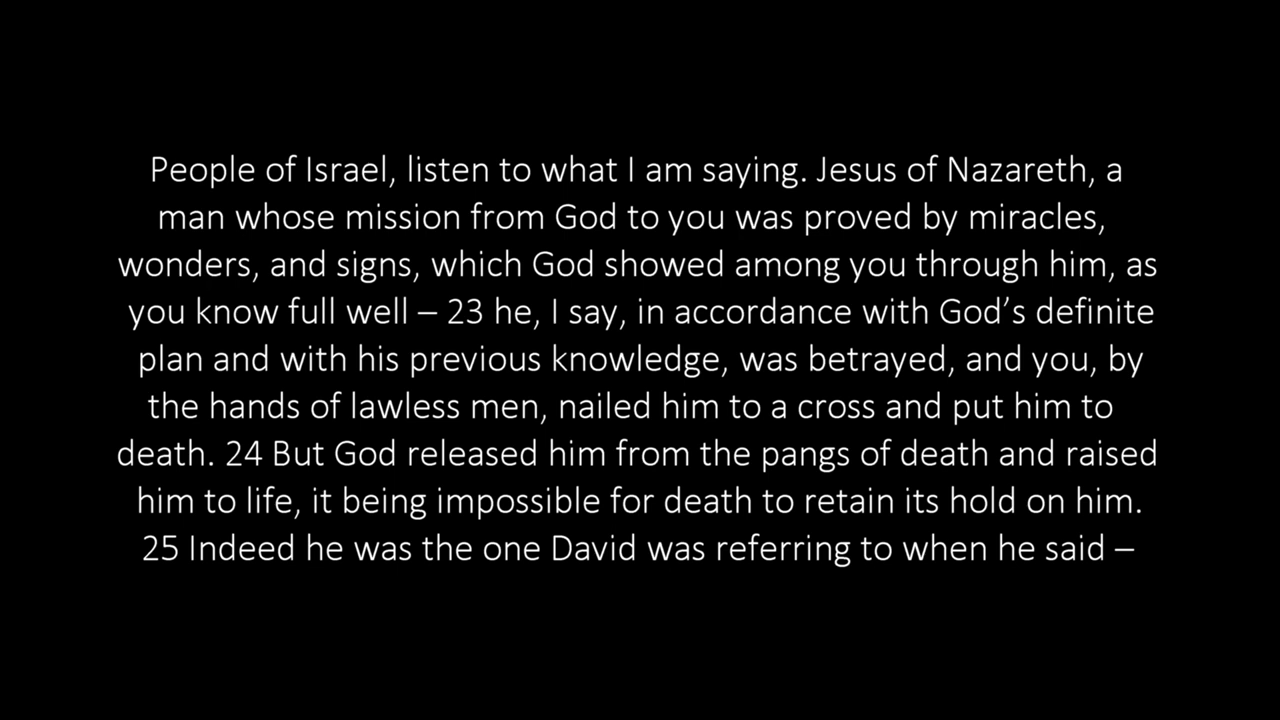 People of Israel, listen to what I am saying. Jesus of Nazareth, a
man whose mission from God to you was proved by miracles,
wonders, and signs, which God showed among you through him, as
you know full well – 23 he, I say, in accordance with God’s definite
plan and with his previous knowledge, was betrayed, and you, by
the hands of lawless men, nailed him to a cross and put him to
death. 24 But God released him from the pangs of death and raised
him to life, it being impossible for death to retain its hold on him.
25 Indeed he was the one David was referring to when he said –